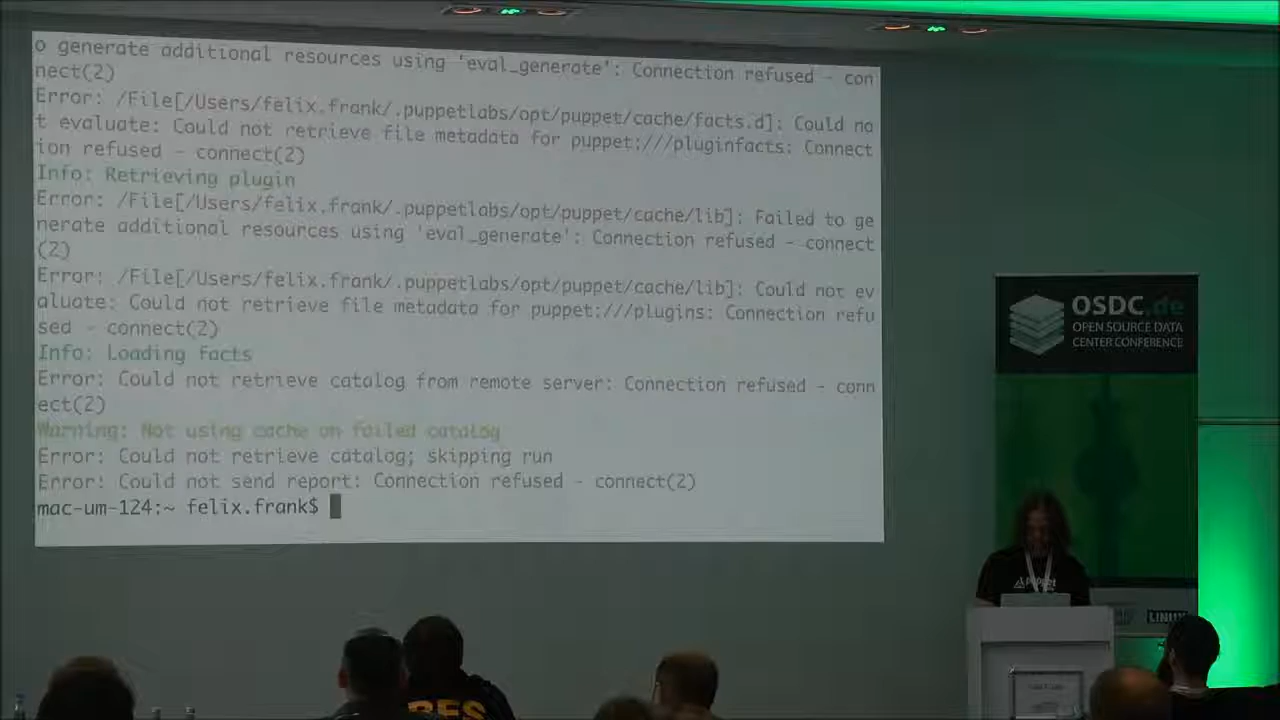 o generate additional resources using 'eval_generate': Connection refused - con
nect(2)
Error: /File[/Users/felix.frank/.puppetlabs/opt/puppet/cache/facts.d]: Could no
t evaluate: Could not retrieve file metadata for puppet:///pluginfacts: Connect
ion refused - connect(2)
Info: Retrieving plugin
Error: /File[/Users/felix.frank/.puppetlabs/opt/puppet/cache/lib]: Failed to ge
nerate additional resources using 'eval_generate': Connection refused - connect
(2)
Error: /File[/Users/felix.frank/.puppetlabs/opt/puppet/cache/lib]: Could not ev
aluate: Could not retrieve file metadata for puppet:///plugins: Connection refu
sed - connect(2)
Info: Loading facts
Error: Could not retrieve catalog from remote server: Connection refused - conn
ect(2)
Warning: Not using cache on failed catalog
Error: Could not retrieve catalog; skipping run
Error: Could not send report: Connection refused - connect(2)
mac-um-124:~ felix.frank$
OSDC.de
OPEN SOURCE DATA
CENTER CONFERENCE
puppet
LINUX